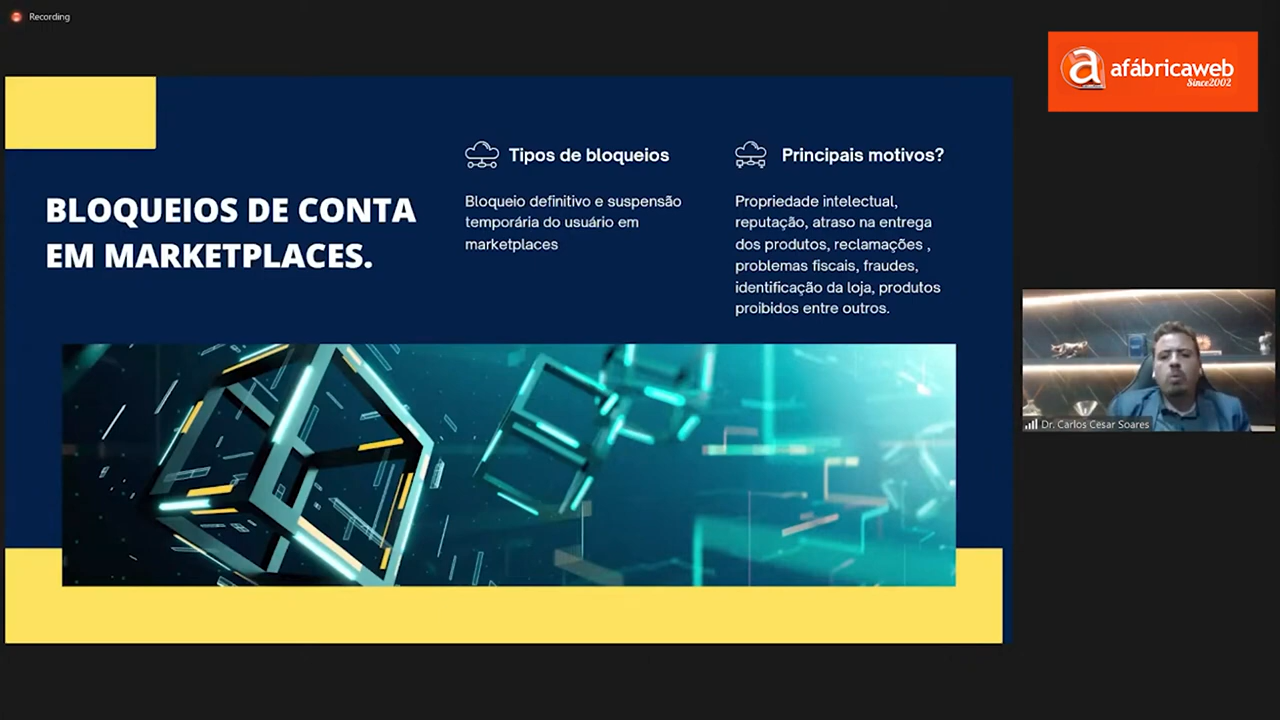 Recording
afábricaweb
Since2002
BLOQUEIOS DE CONTA
EM MARKETPLACES.
Tipos de bloqueios
Bloqueio definitivo e suspensão
temporária do usuário em
marketplaces
Principais motivos?
Propriedade intelectual,
reputação, atraso na entrega
dos produtos, reclamações ,
problemas fiscais, fraudes,
identificação da loja, produtos
proibidos entre outros.
Dr. Carlos Cesar Soares